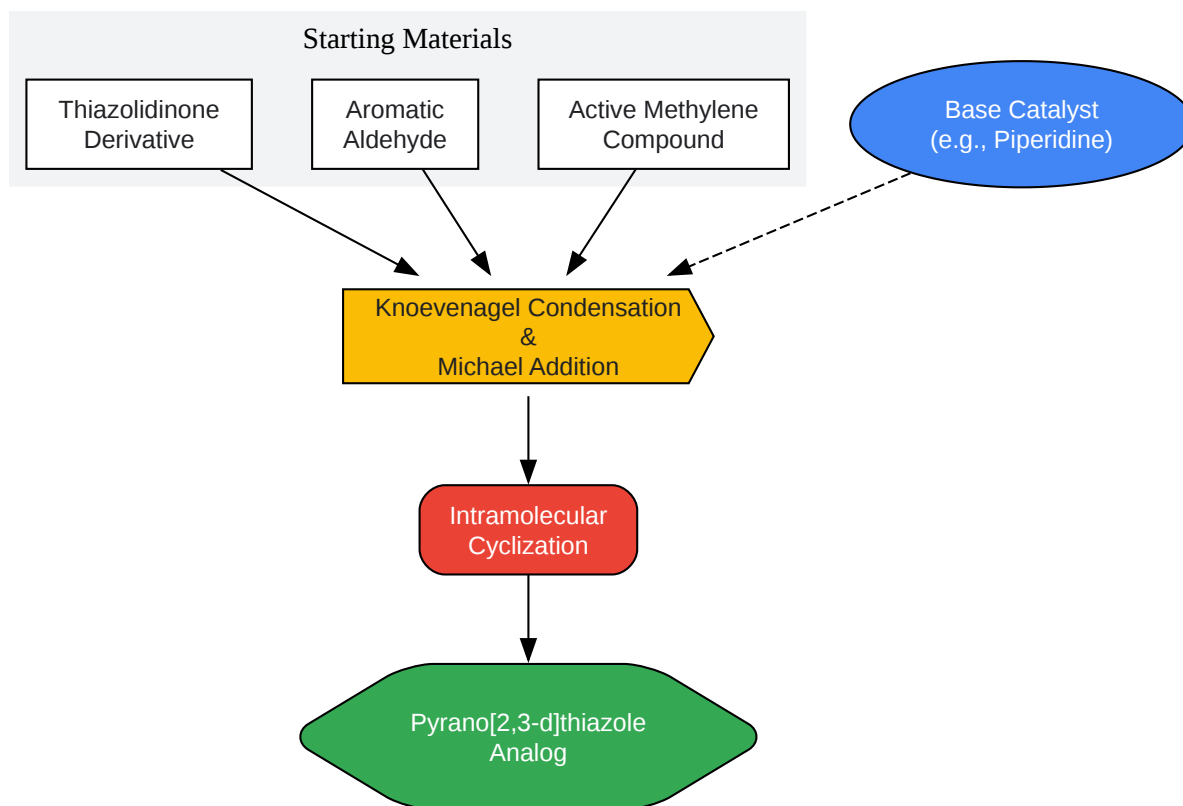 Starting Materials
Thiazolidinone
Derivative
Aromatic
Aldehyde
Active Methylene
Compound
Base Catalyst
(e.g., Piperidine)
Knoevenagel Condensation
&
Michael Addition
Intramolecular
Cyclization
Pyrano[2,3-d]thiazole
Analog